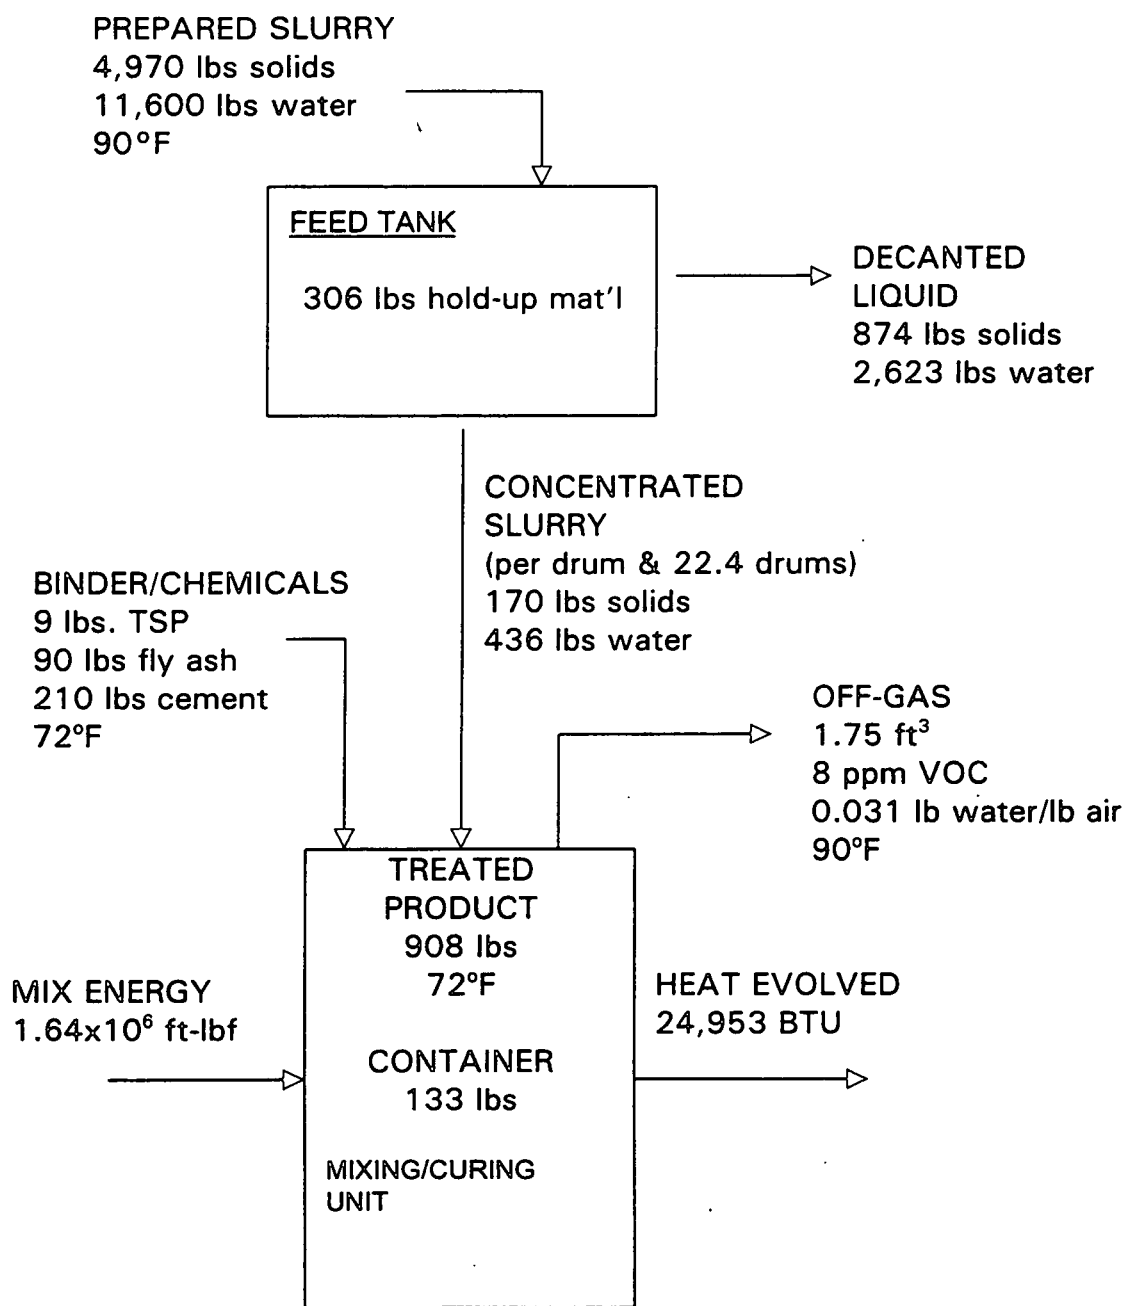 PREPARED SLURRY
4,970 lbs solids
11,600 lbs water
90°F
FEED TANK
306 lbs hold-up mat'l
DECANTED
LIQUID
874 lbs solids
2,623 lbs water
CONCENTRATED
SLURRY
(per drum & 22.4 drums)
170 lbs solids
436 lbs water
BINDER/CHEMICALS
9 lbs. TSP
90 lbs fly ash
210 lbs cement
72°F
OFF-GAS
1.75 ft³
8 ppm VOC
0.031 lb water/lb air
90°F
TREATED
PRODUCT
908 lbs
72°F
MIX ENERGY
1.64x10⁶ ft-lbf
HEAT EVOLVED
24,953 BTU
CONTAINER
133 lbs
MIXING/CURING
UNIT